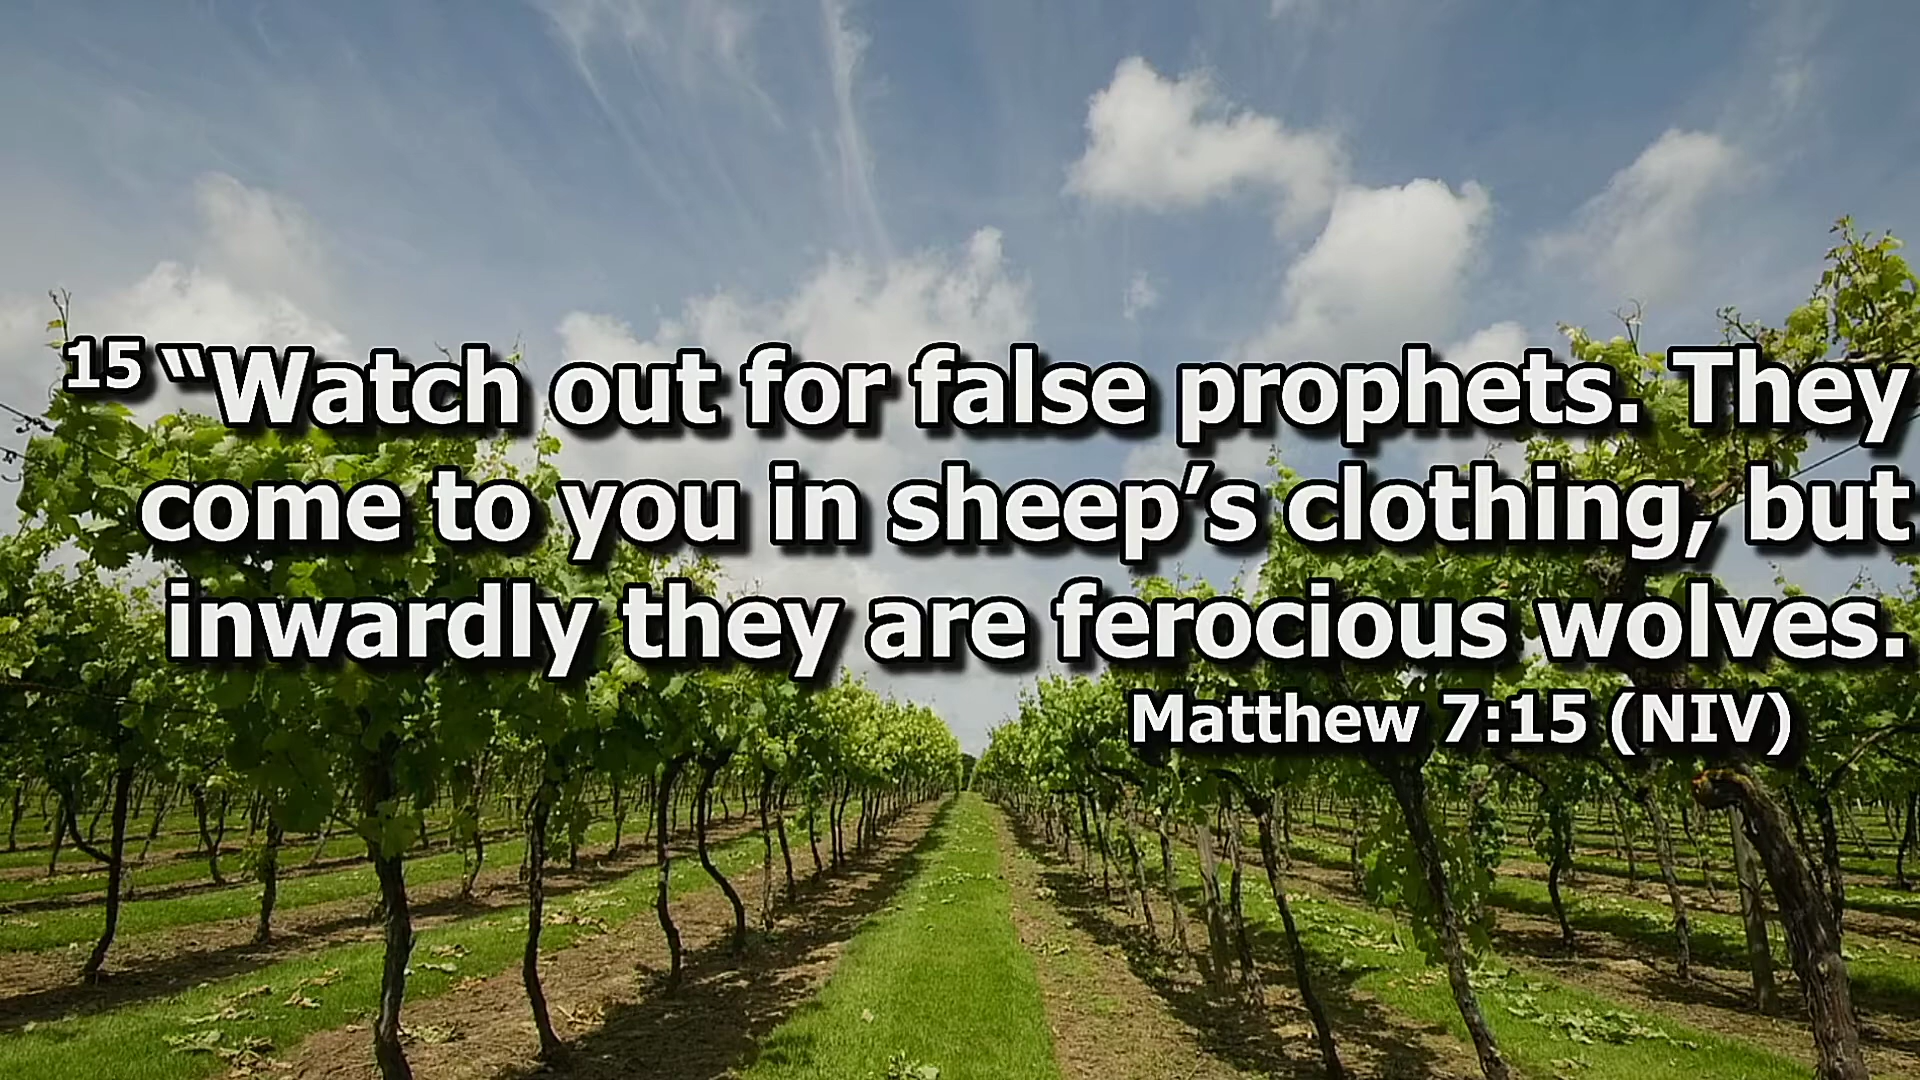 15 “Watch out for false prophets. They
come to you in sheep’s clothing, but
inwardly they are ferocious wolves.
Matthew 7:15 (NIV)